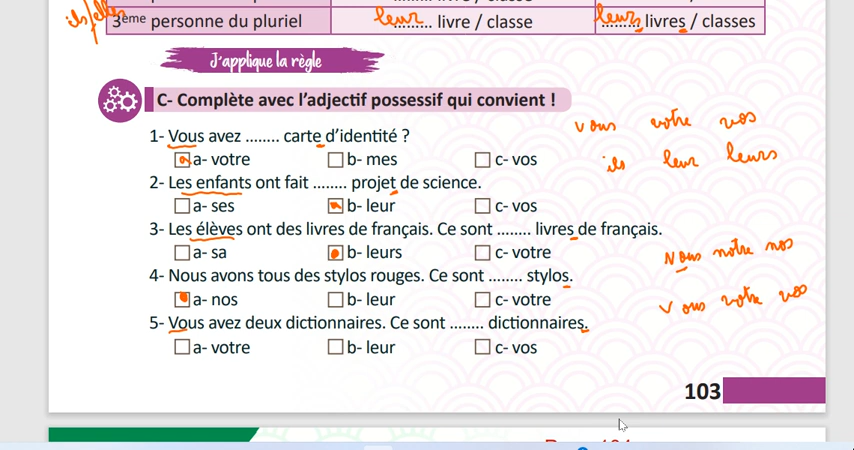 ils/elles
3ème personne du pluriel leur ......... livre / classe leurs ......... livres / classes
J'applique la règle
C- Complète avec l'adjectif possessif qui convient !
vous votre vos
1- Vous avez ........ carte d'identité ?
ils leur leurs
a- votre b- mes c- vos
2- Les enfants ont fait ........ projet de science.
a- ses b- leur c- vos
3- Les élèves ont des livres de français. Ce sont ........ livres de français.
a- sa b- leurs c- votre
Nous notre nos
4- Nous avons tous des stylos rouges. Ce sont ........ stylos.
a- nos b- leur c- votre
Vous votre vos
5- Vous avez deux dictionnaires. Ce sont ........ dictionnaires.
a- votre b- leur c- vos
103